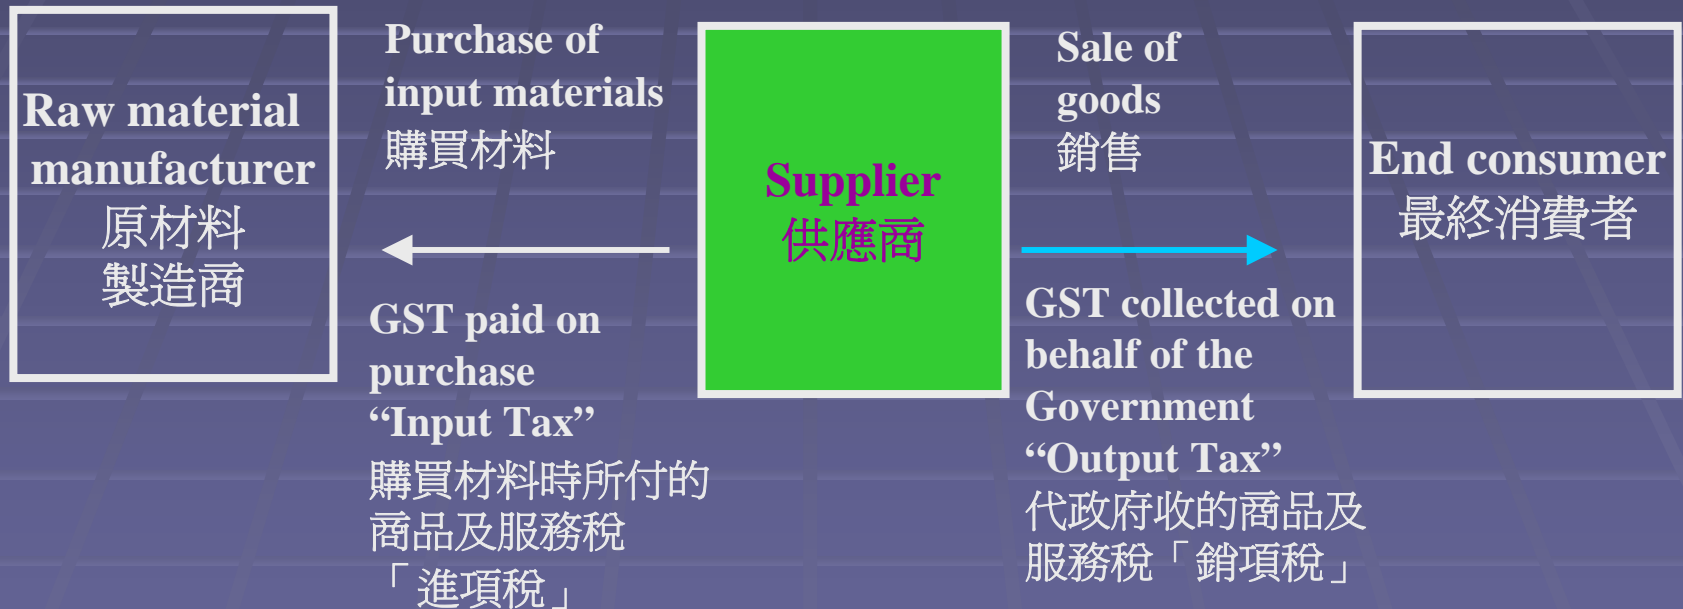 Raw material
manufacturer
原材料
製造商
Purchase of
input materials
購買材料
GST paid on
purchase
“Input Tax”
購買材料時所付的
商品及服務稅
「進項稅」
Supplier
供應商
Sale of
goods
銷售
GST collected on
behalf of the
Government
“Output Tax”
代政府收的商品及
服務稅「銷項稅」
End consumer
最終消費者